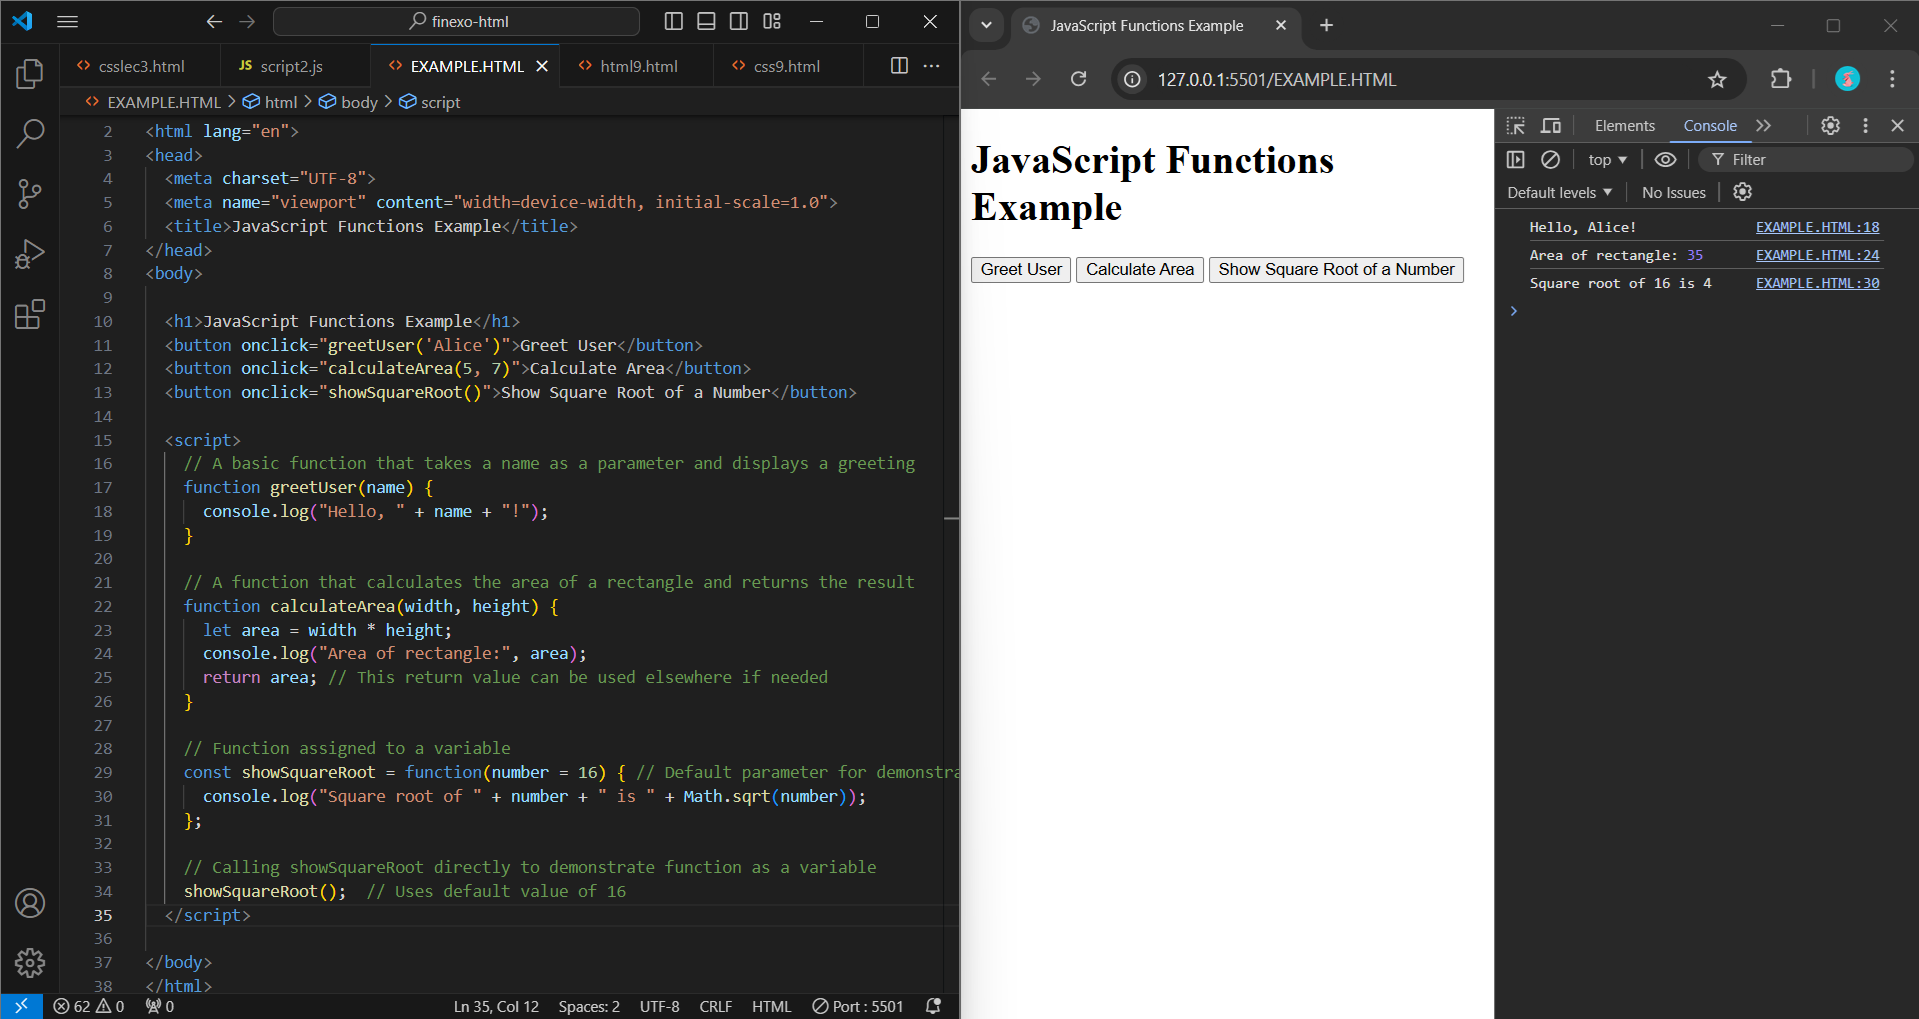 finexo-html
csslec3.html
JS script2.js
EXAMPLE.HTML
html9.html
css9.html
EXAMPLE.HTML > html > body > script
2 <html lang="en">
3 <head>
4 <meta charset="UTF-8">
5 <meta name="viewport" content="width=device-width, initial-scale=1.0">
6 <title>JavaScript Functions Example</title>
7 </head>
8 <body>
9
10 <h1>JavaScript Functions Example</h1>
11 <button onclick="greetUser('Alice')">Greet User</button>
12 <button onclick="calculateArea(5, 7)">Calculate Area</button>
13 <button onclick="showSquareRoot()">Show Square Root of a Number</button>
14
15 <script>
16 // A basic function that takes a name as a parameter and displays a greeting
17 function greetUser(name) {
18 console.log("Hello, " + name + "!");
19 }
20
21 // A function that calculates the area of a rectangle and returns the result
22 function calculateArea(width, height) {
23 let area = width * height;
24 console.log("Area of rectangle:", area);
25 return area; // This return value can be used elsewhere if needed
26 }
27
28 // Function assigned to a variable
29 const showSquareRoot = function(number = 16) { // Default parameter for demonstra
30 console.log("Square root of " + number + " is " + Math.sqrt(number));
31 };
32
33 // Calling showSquareRoot directly to demonstrate function as a variable
34 showSquareRoot(); // Uses default value of 16
35 </script>
36
37 </body>
38 </html>
62 0 0 Ln 35, Col 12 Spaces: 2 UTF-8 CRLF HTML Port : 5501
JavaScript Functions Example
127.0.0.1:5501/EXAMPLE.HTML
JavaScript Functions
Example
Greet User Calculate Area Show Square Root of a Number
Elements Console
top Filter
Default levels No Issues
Hello, Alice! EXAMPLE.HTML:18
Area of rectangle: 35 EXAMPLE.HTML:24
Square root of 16 is 4 EXAMPLE.HTML:30